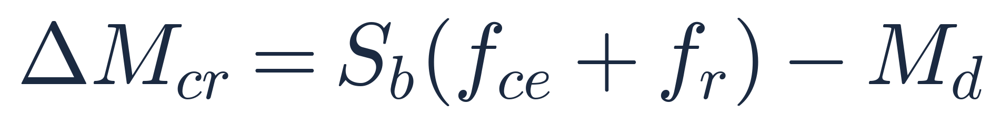 ΔM_{cr} = S_b(f_{ce} + f_r) − M_d